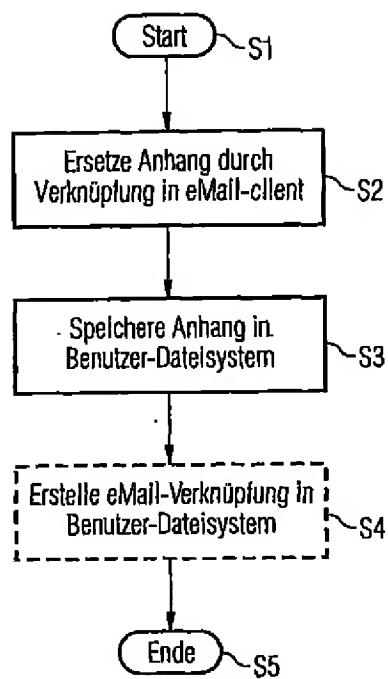 Start
S1
Ersetze Anhang durch
Verknüpfung in eMail-client
S2
Speichere Anhang in
Benutzer-Dateisystem
S3
Erstelle eMail-Verknüpfung in
Benutzer-Dateisystem
S4
Ende
S5